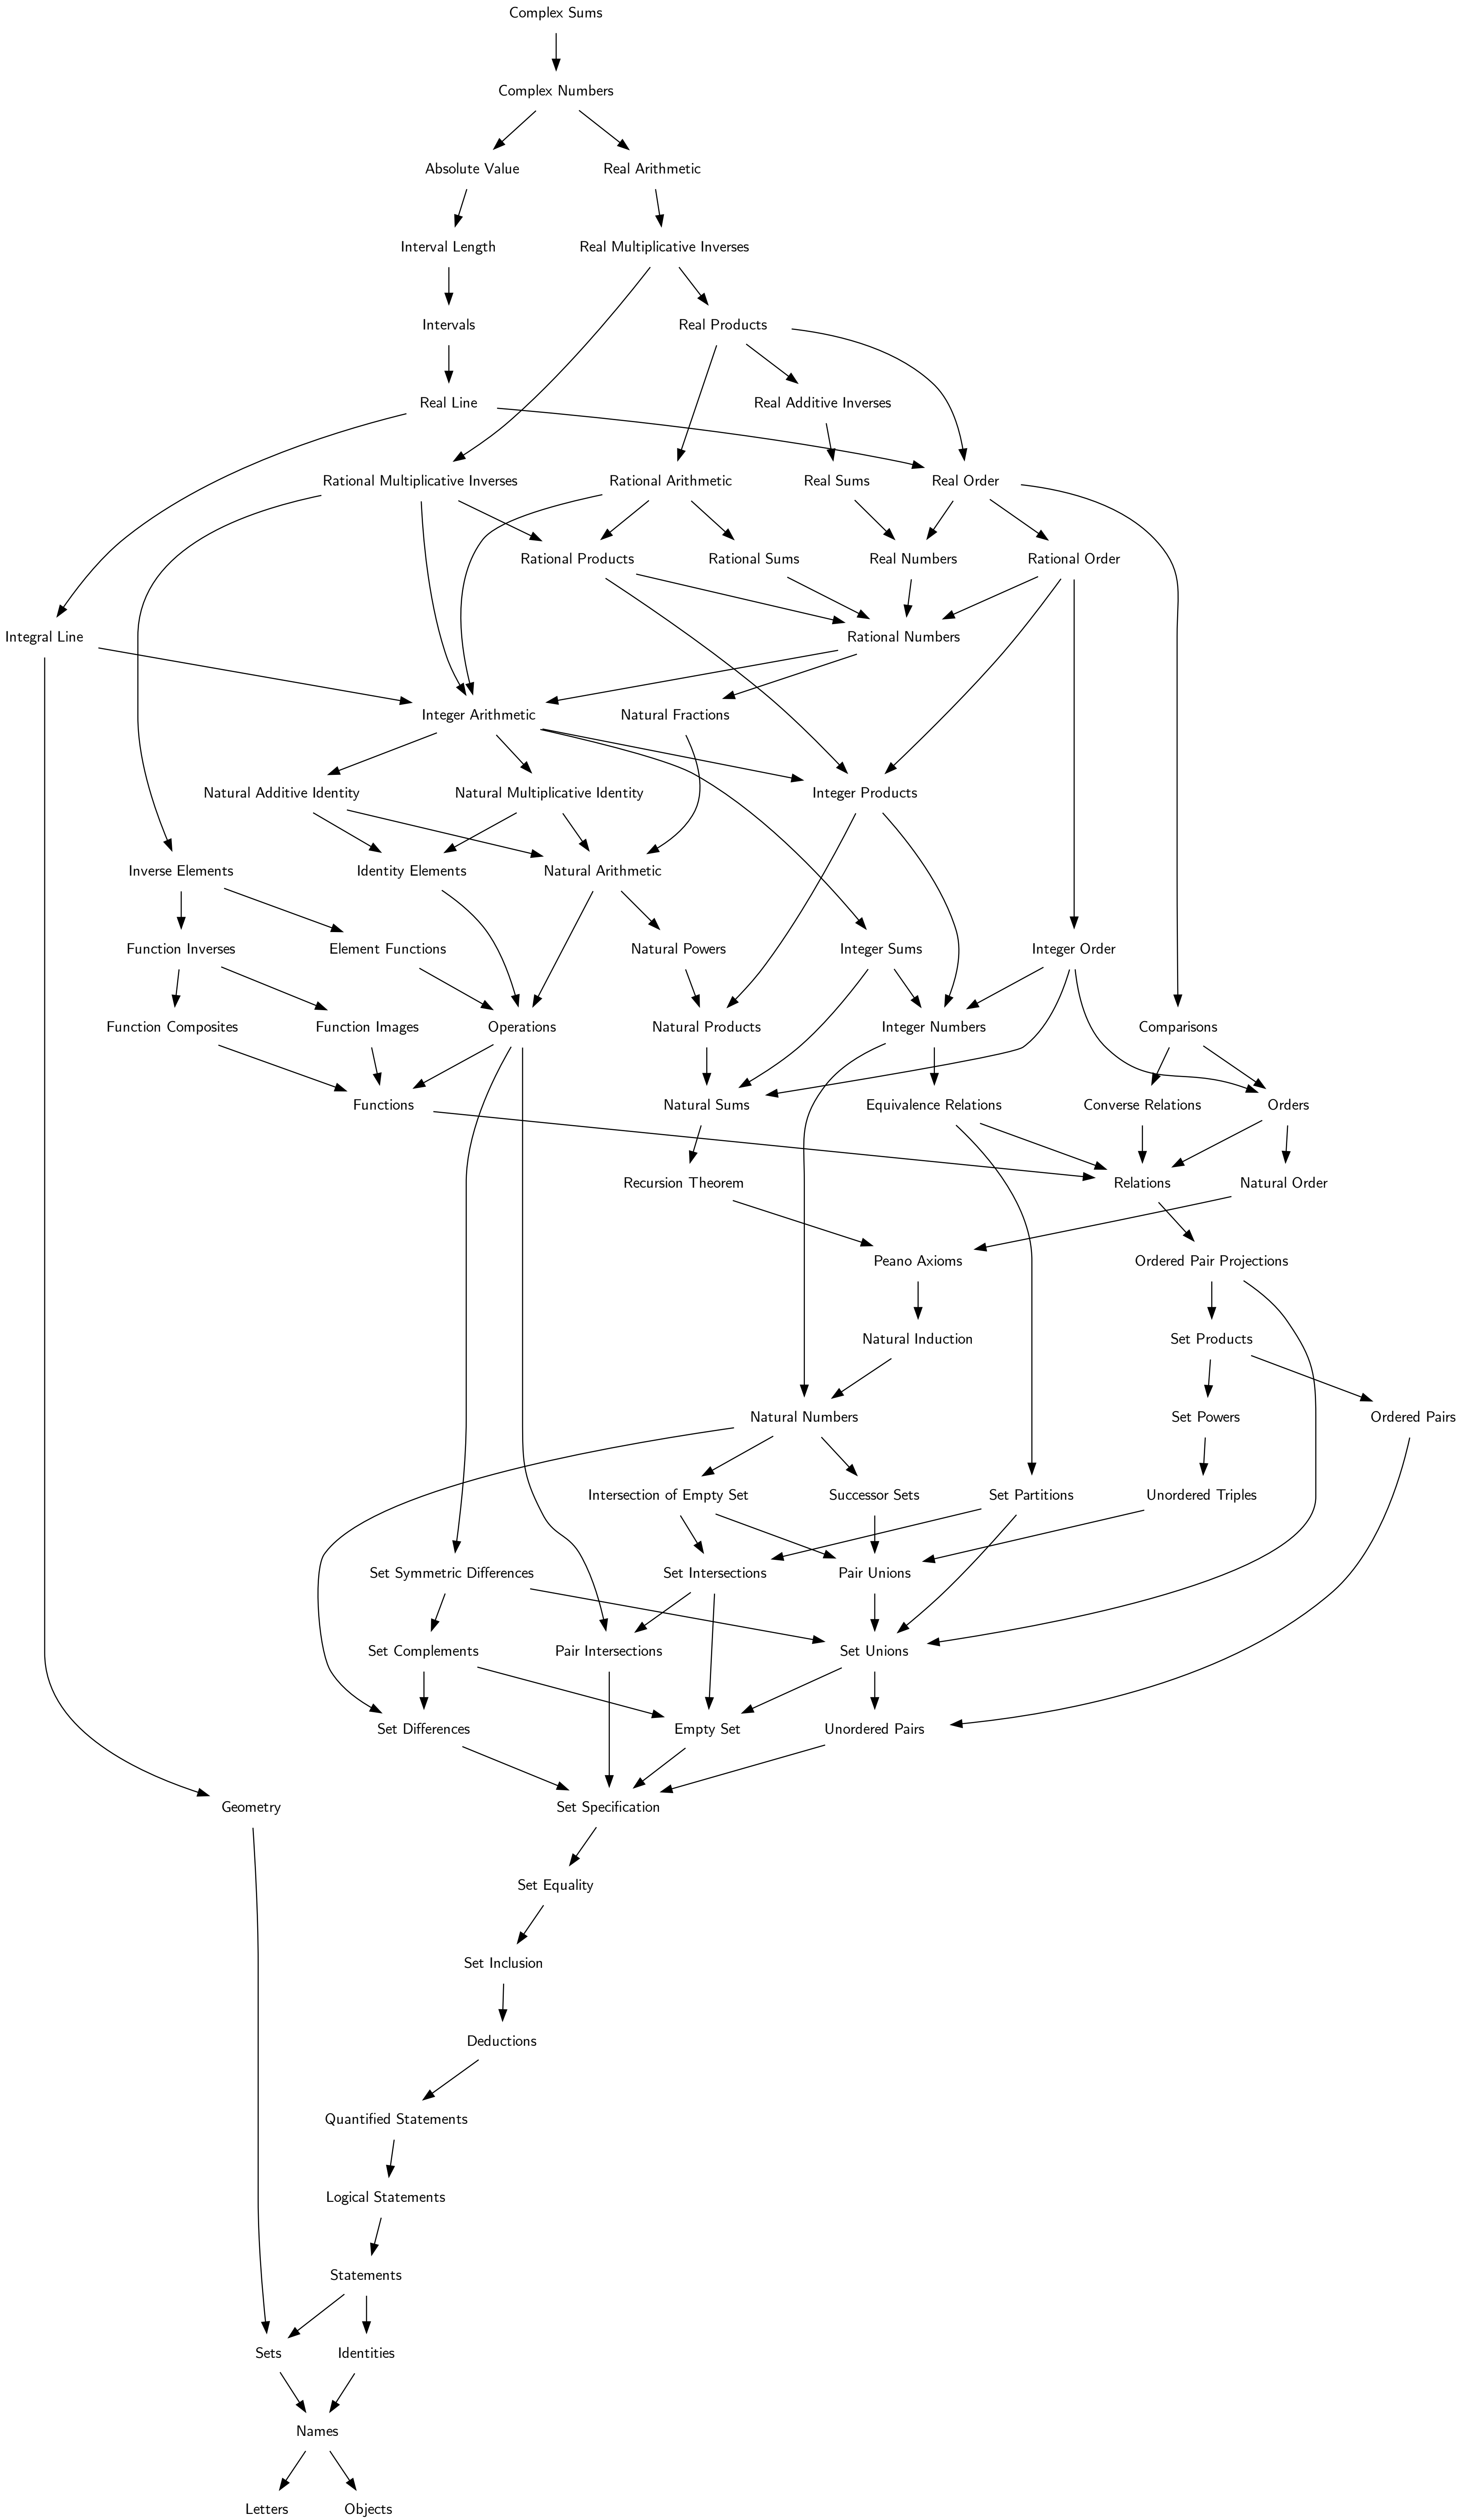 Complex Sums
Complex Numbers
Absolute Value
Real Arithmetic
Interval Length
Real Multiplicative Inverses
Intervals
Real Products
Real Line
Real Additive Inverses
Rational Multiplicative Inverses
Rational Arithmetic
Real Sums
Real Order
Rational Products
Rational Sums
Real Numbers
Rational Order
Integral Line
Rational Numbers
Integer Arithmetic
Natural Fractions
Natural Additive Identity
Natural Multiplicative Identity
Integer Products
Inverse Elements
Identity Elements
Natural Arithmetic
Function Inverses
Element Functions
Natural Powers
Integer Sums
Integer Order
Function Composites
Function Images
Operations
Natural Products
Integer Numbers
Comparisons
Functions
Natural Sums
Equivalence Relations
Converse Relations
Orders
Recursion Theorem
Relations
Natural Order
Peano Axioms
Ordered Pair Projections
Natural Induction
Set Products
Natural Numbers
Set Powers
Ordered Pairs
Intersection of Empty Set
Successor Sets
Set Partitions
Unordered Triples
Set Symmetric Differences
Set Intersections
Pair Unions
Set Complements
Pair Intersections
Set Unions
Set Differences
Empty Set
Unordered Pairs
Geometry
Set Specification
Set Equality
Set Inclusion
Deductions
Quantified Statements
Logical Statements
Statements
Sets
Identities
Names
Letters
Objects